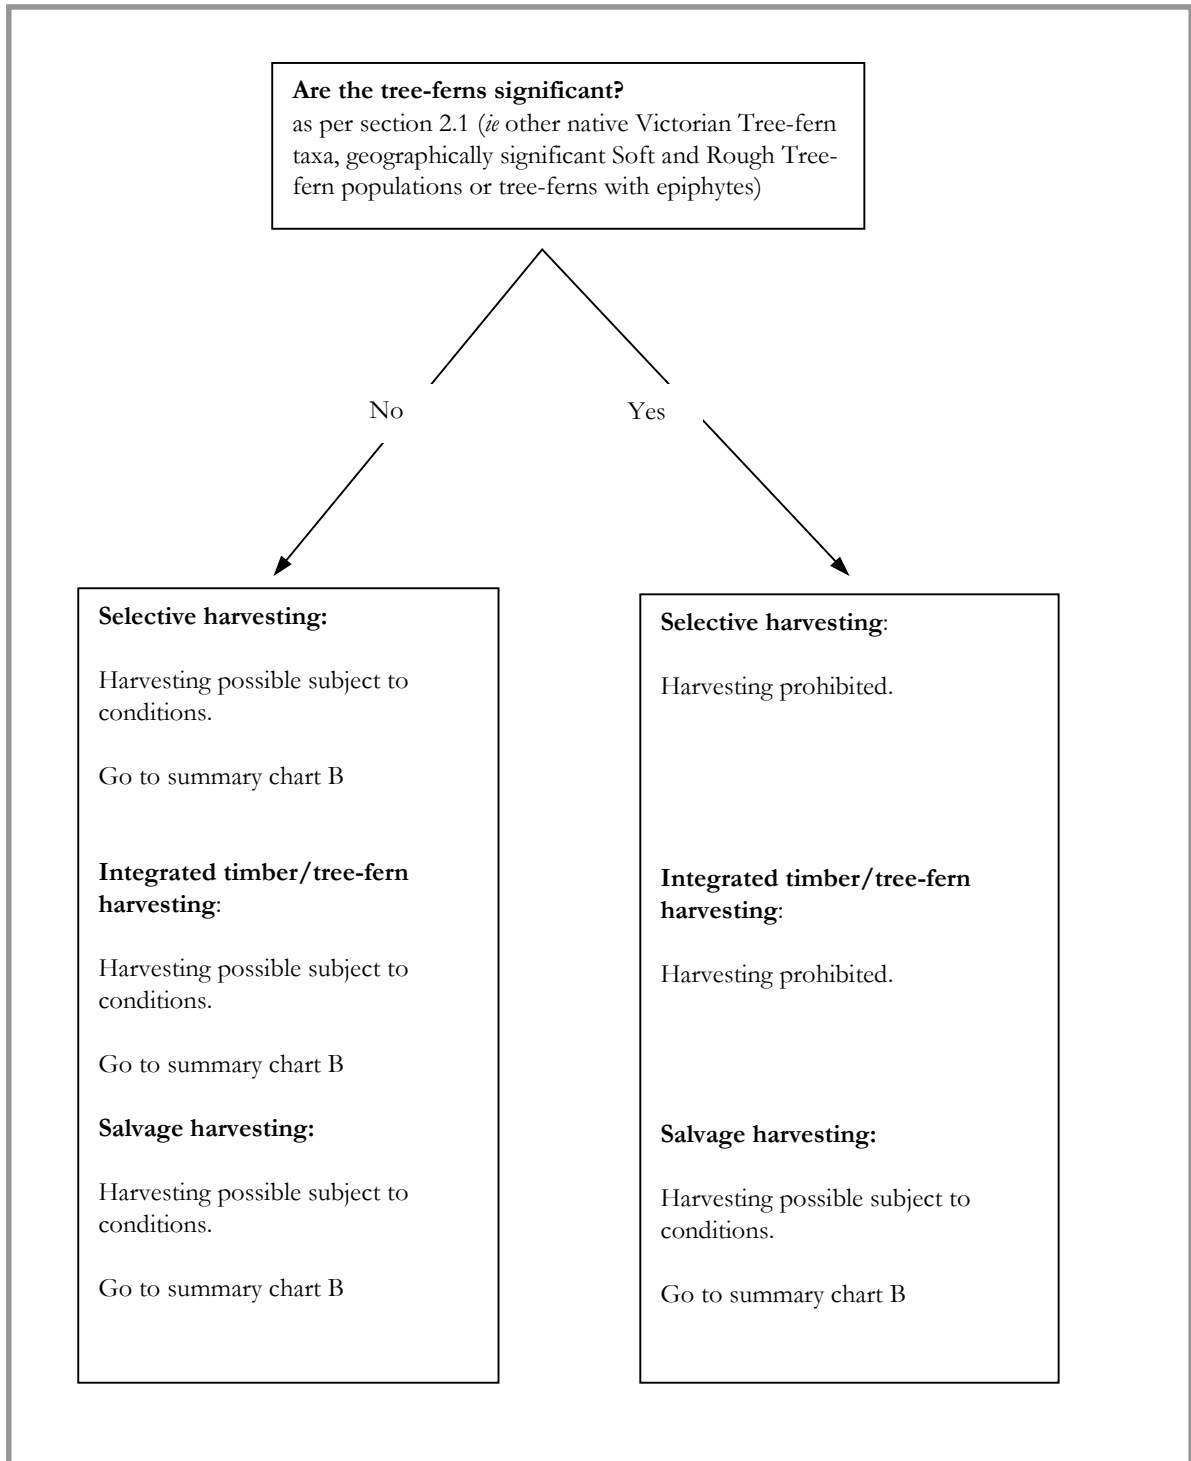 Are the tree-ferns significant?
as per section 2.1 (ie other native Victorian Tree-fern
taxa, geographically significant Soft and Rough Tree-
fern populations or tree-ferns with epiphytes)
No
Yes
Selective harvesting:
Harvesting possible subject to
conditions.
Go to summary chart B
Integrated timber/tree-fern
harvesting:
Harvesting possible subject to
conditions.
Go to summary chart B
Salvage harvesting:
Harvesting possible subject to
conditions.
Go to summary chart B
Selective harvesting:
Harvesting prohibited.
Integrated timber/tree-fern
harvesting:
Harvesting prohibited.
Salvage harvesting:
Harvesting possible subject to
conditions.
Go to summary chart B